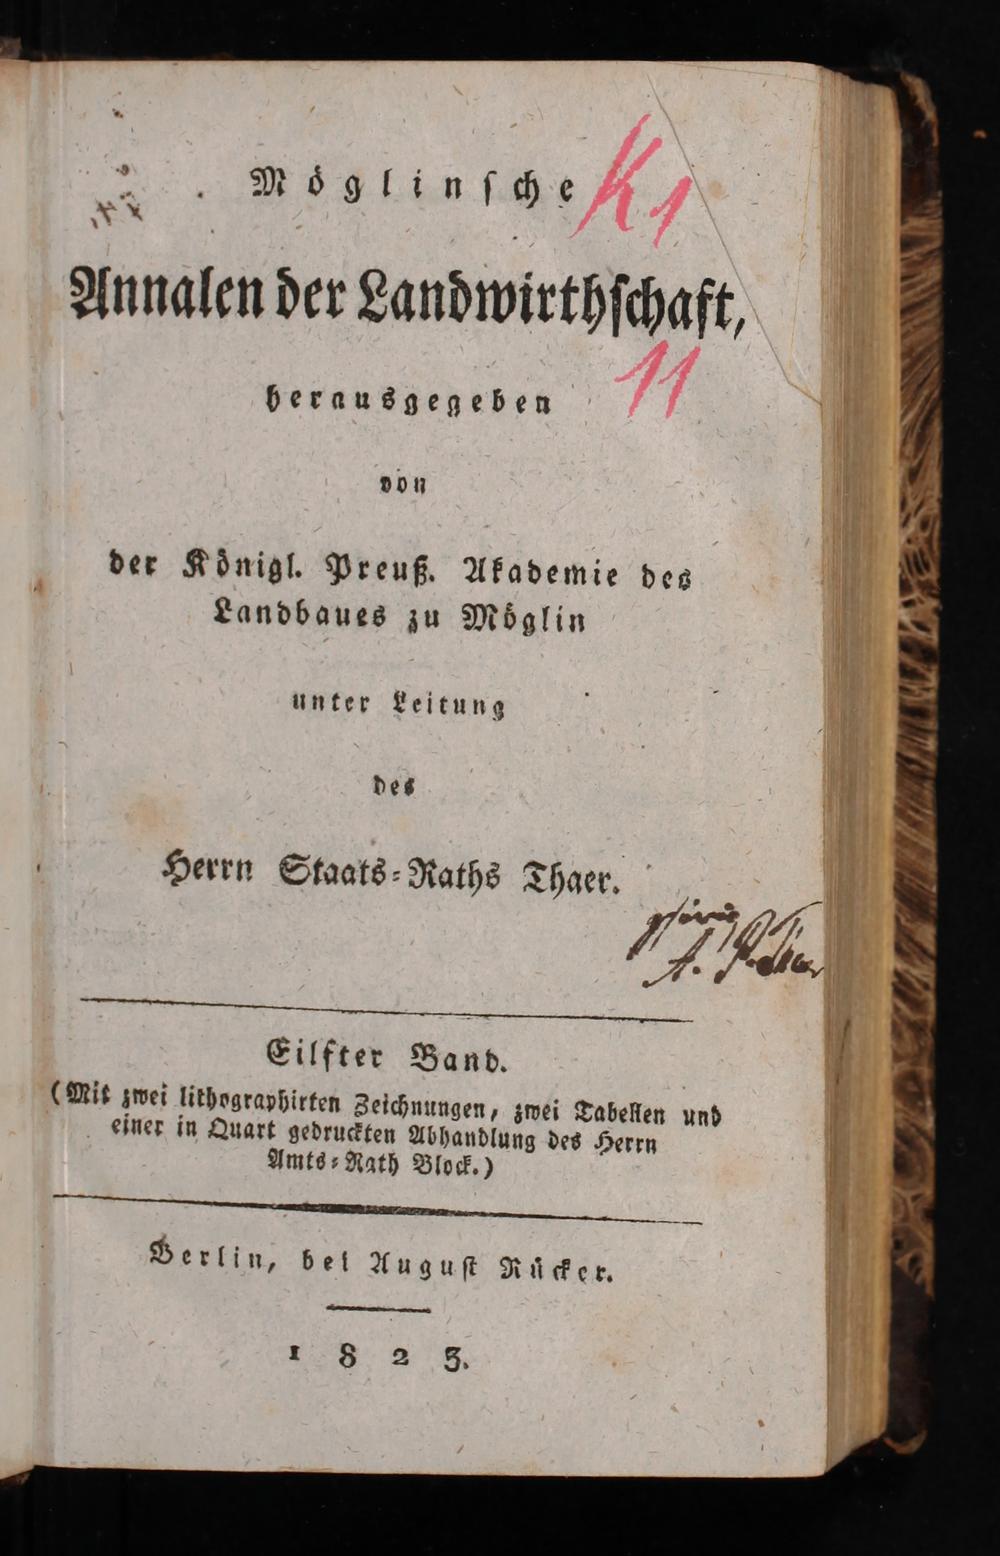 Möglinſche
K1
Annalen der Landwirthſchaft,
11
herausgegeben
von
der Königl. Preuß. Akademie des
Landbaues zu Möglin
unter Leitung
des
Herrn Staats-Raths Thaer.
A.
Eilfter Band.
(Mit zwei lithographirten Zeichnungen, zwei Tabellen und
einer in Quart gedruckten Abhandlung des Herrn
Amts-Rath Block.)
Berlin, bei Auguſt Rücker.
1823.